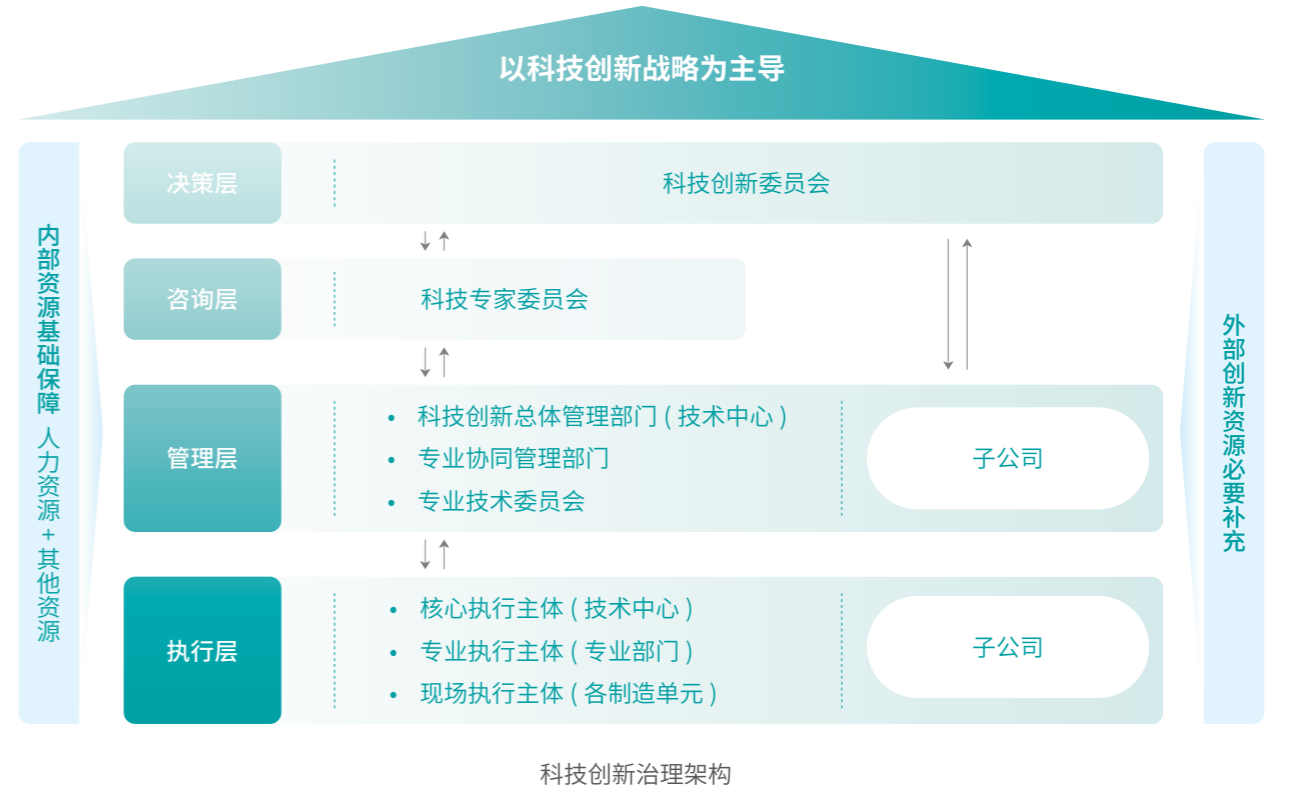 以科技创新战略为主导
内部资源基础保障 人力资源+其他资源
决策层
科技创新委员会
咨询层
科技专家委员会
管理层
• 科技创新总体管理部门 ( 技术中心 )
• 专业协同管理部门
• 专业技术委员会
子公司
执行层
• 核心执行主体 ( 技术中心 )
• 专业执行主体 ( 专业部门 )
• 现场执行主体 ( 各制造单元 )
子公司
外部创新资源必要补充
科技创新治理架构